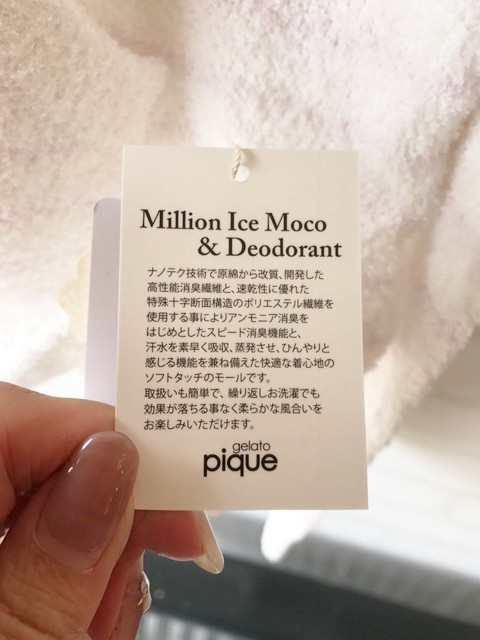 Million Ice Moco
& Deodorant
ナノテク技術で原綿から改質、開発した
高性能消臭繊維と、速乾性に優れた
特殊十字断面構造のポリエステル繊維を
使用する事によりアンモニア消臭を
はじめとしたスピード消臭機能と、
汗水を素早く吸収、蒸発させ、ひんやりと
感じる機能を兼ね備えた快適な着心地の
ソフトタッチのモールです。
取扱いも簡単で、繰り返しお洗濯でも
効果が落ちる事なく柔らかな風合いを
お楽しみいただけます。
gelato
pique